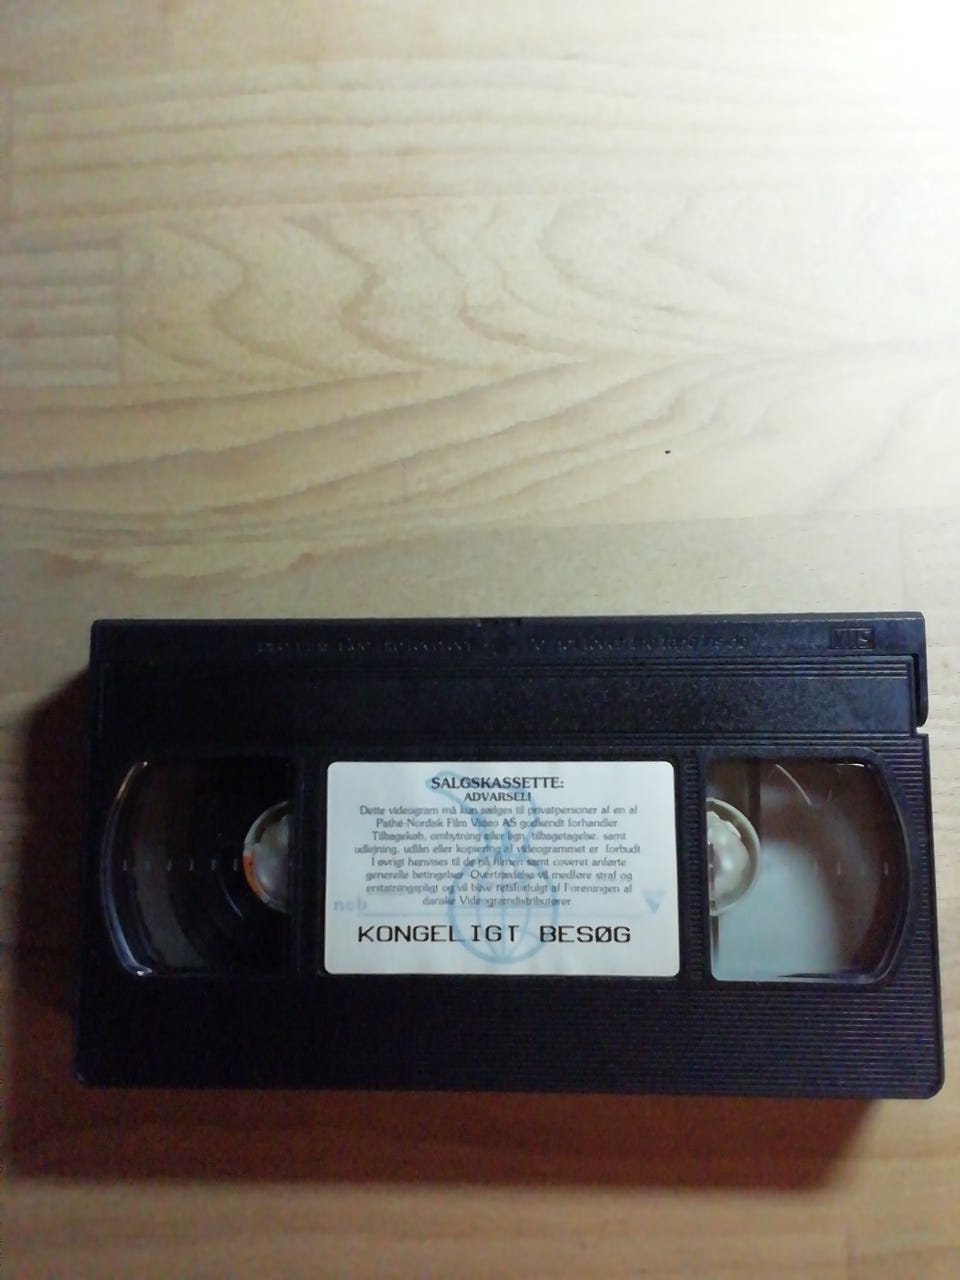 VHS
SALGSKASSETTE:
ADVARSEL!
Dette videogram må kun sælges til privatpersoner af en af
Pathé-Nordisk Film Video AS godkendt forhandler
Tilbagekøb, ombytning eller lign. tilbagetagelse, samt
udlejning, udlån eller kopiering af videogrammet er forbudt
I øvrigt henvises til de på filmen samt coveret anførte
generelle betingelser. Overtrædelse vil medføre straf og
erstatningspligt og vil blive retsforfulgt af Foreningen af
danske Videogramdistributører
KONGELIGT BESØG